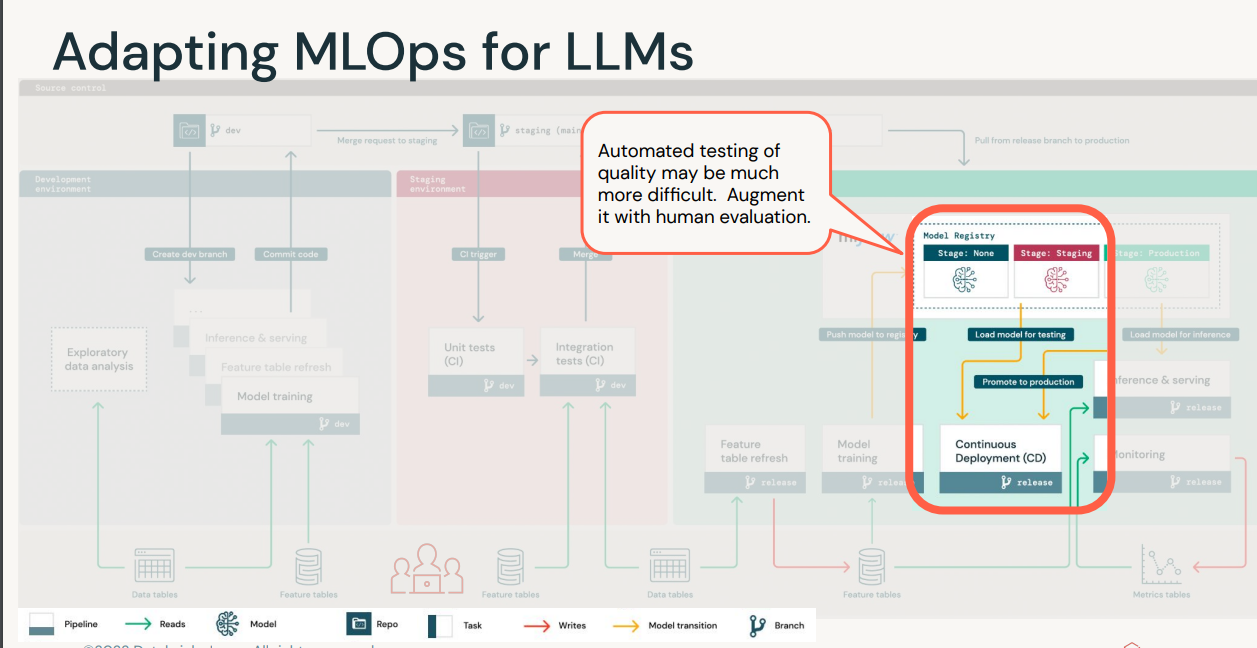 Adapting MLOps for LLMs
Source control
dev
staging (main
Merge request to staging
Pull from release branch to production
Automated testing of
quality may be much
more difficult. Augment
it with human evaluation.
Development
environment
Staging
environment
Create dev branch
Commit code
CI trigger
Merge
Model Registry
Stage: None
Stage: Staging
Stage: Production
Push model to registry
Load model for testing
Load model for inference
Promote to production
Exploratory
data analysis
...
Inference & serving
Feature table refresh
Model training
dev
Unit tests
(CI)
dev
Integration
tests (CI)
dev
Feature
table refresh
release
Model
training
release
Continuous
Deployment (CD)
release
nference & serving
release
onitoring
release
Data tables
Feature tables
Feature tables
Data tables
Feature tables
Metrics tables
Pipeline
Reads
Model
Repo
Task
Writes
Model transition
Branch